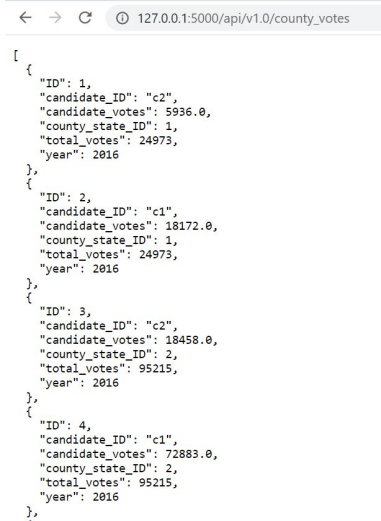 127.0.0.1:5000/api/v1.0/county_votes
[
{
"ID": 1,
"candidate_ID": "c2",
"candidate_votes": 5936.0,
"county_state_ID": 1,
"total_votes": 24973,
"year": 2016
},
{
"ID": 2,
"candidate_ID": "c1",
"candidate_votes": 18172.0,
"county_state_ID": 1,
"total_votes": 24973,
"year": 2016
},
{
"ID": 3,
"candidate_ID": "c2",
"candidate_votes": 18458.0,
"county_state_ID": 2,
"total_votes": 95215,
"year": 2016
},
{
"ID": 4,
"candidate_ID": "c1",
"candidate_votes": 72883.0,
"county_state_ID": 2,
"total_votes": 95215,
"year": 2016
},